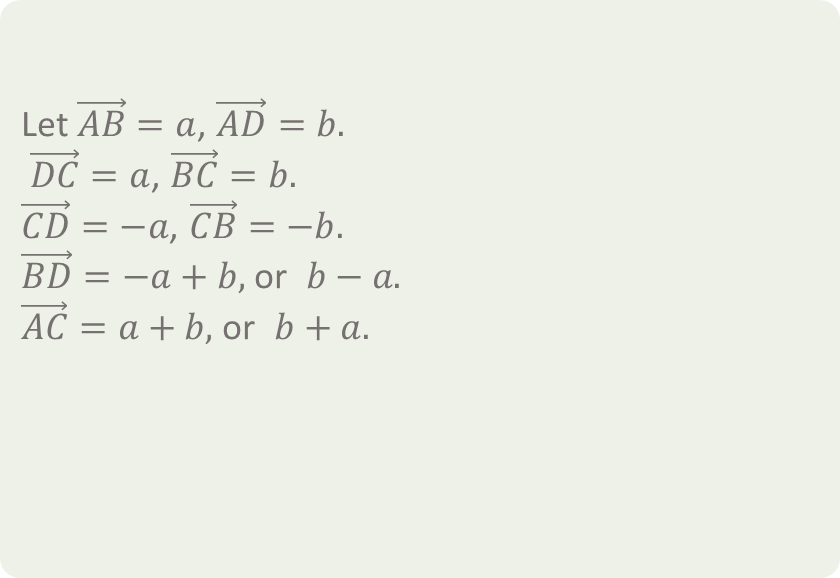 Let \overrightarrow{AB} = a, \overrightarrow{AD} = b.
\overrightarrow{DC} = a, \overrightarrow{BC} = b.
\overrightarrow{CD} = −a, \overrightarrow{CB} = −b.
\overrightarrow{BD} = −a + b, or b − a.
\overrightarrow{AC} = a + b, or b + a.